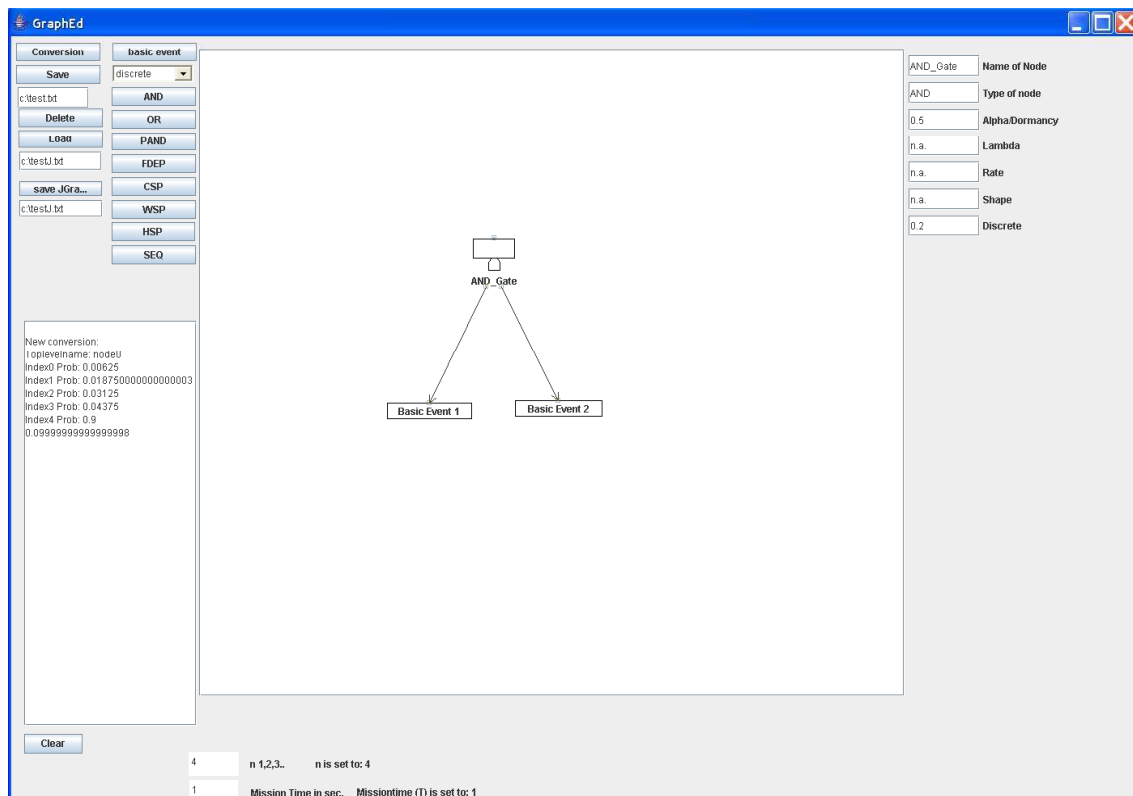 GraphEd
Conversion
basic event
Save
discrete
c:\test.txt
AND
Delete
OR
Load
PAND
c:\testJ.txt
FDEP
save JGra...
CSP
c:\testJ.txt
WSP
HSP
SEQ
New conversion:
Toplevelname: node0
Index0 Prob: 0.00625
Index1 Prob: 0.018750000000000003
Index2 Prob: 0.03125
Index3 Prob: 0.04375
Index4 Prob: 0.9
0.09999999999999998
AND_Gate
Basic Event 1
Basic Event 2
AND_Gate Name of Node
AND Type of node
0.5 Alpha/Dormancy
n.a. Lambda
n.a. Rate
n.a. Shape
0.2 Discrete
Clear
4 n 1,2,3.. n is set to: 4
1 Mission Time in sec. Missiontime (T) is set to: 1